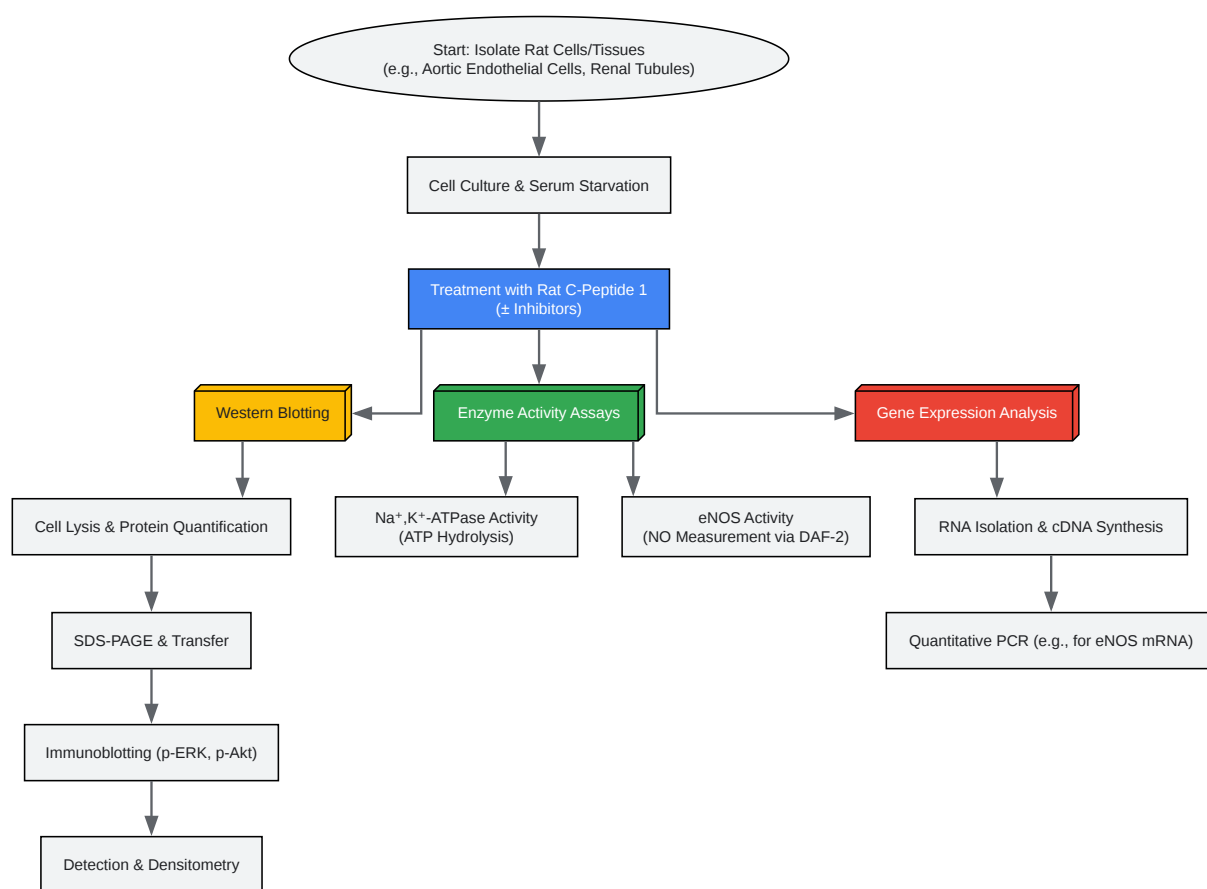 Start: Isolate Rat Cells/Tissues
(e.g., Aortic Endothelial Cells, Renal Tubules)
Cell Culture & Serum Starvation
Treatment with Rat C-Peptide 1
(± Inhibitors)
Western Blotting
Enzyme Activity Assays
Gene Expression Analysis
Cell Lysis & Protein Quantification
Na⁺,K⁺-ATPase Activity
(ATP Hydrolysis)
eNOS Activity
(NO Measurement via DAF-2)
RNA Isolation & cDNA Synthesis
SDS-PAGE & Transfer
Quantitative PCR (e.g., for eNOS mRNA)
Immunoblotting (p-ERK, p-Akt)
Detection & Densitometry